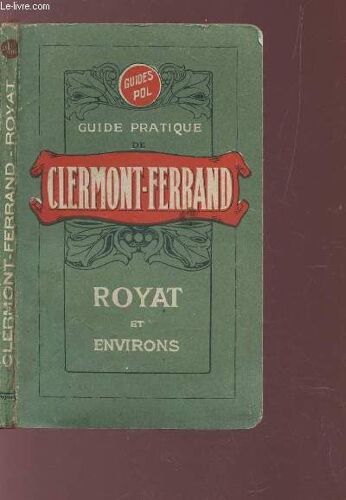 © Le-livre.com
GUIDES
POL
GUIDE PRATIQUE
DE
CLERMONT-FERRAND
ROYAT
ET
ENVIRONS
CLERMONT-FERRAND - ROYAT